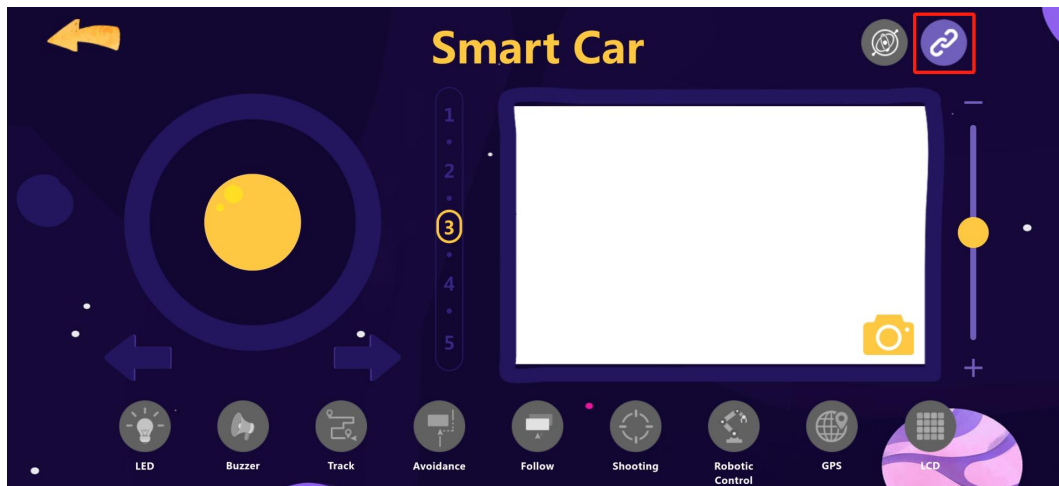 Smart Car
1
2
3
4
5
LED
Buzzer
Track
Avoidance
Follow
Shooting
Robotic
Control
GPS
LCD